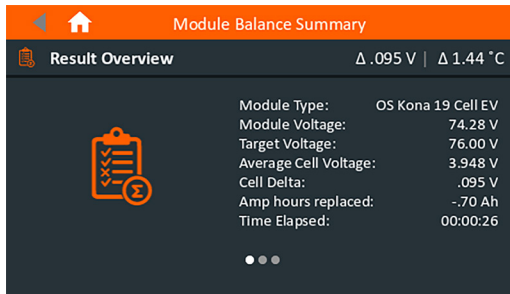 Module Balance Summary
Result Overview Δ .095 V | Δ 1.44 °C
Module Type: OS Kona 19 Cell EV
Module Voltage: 74.28 V
Target Voltage: 76.00 V
Average Cell Voltage: 3.948 V
Cell Delta: .095 V
Amp hours replaced: -.70 Ah
Time Elapsed: 00:00:26
Σ